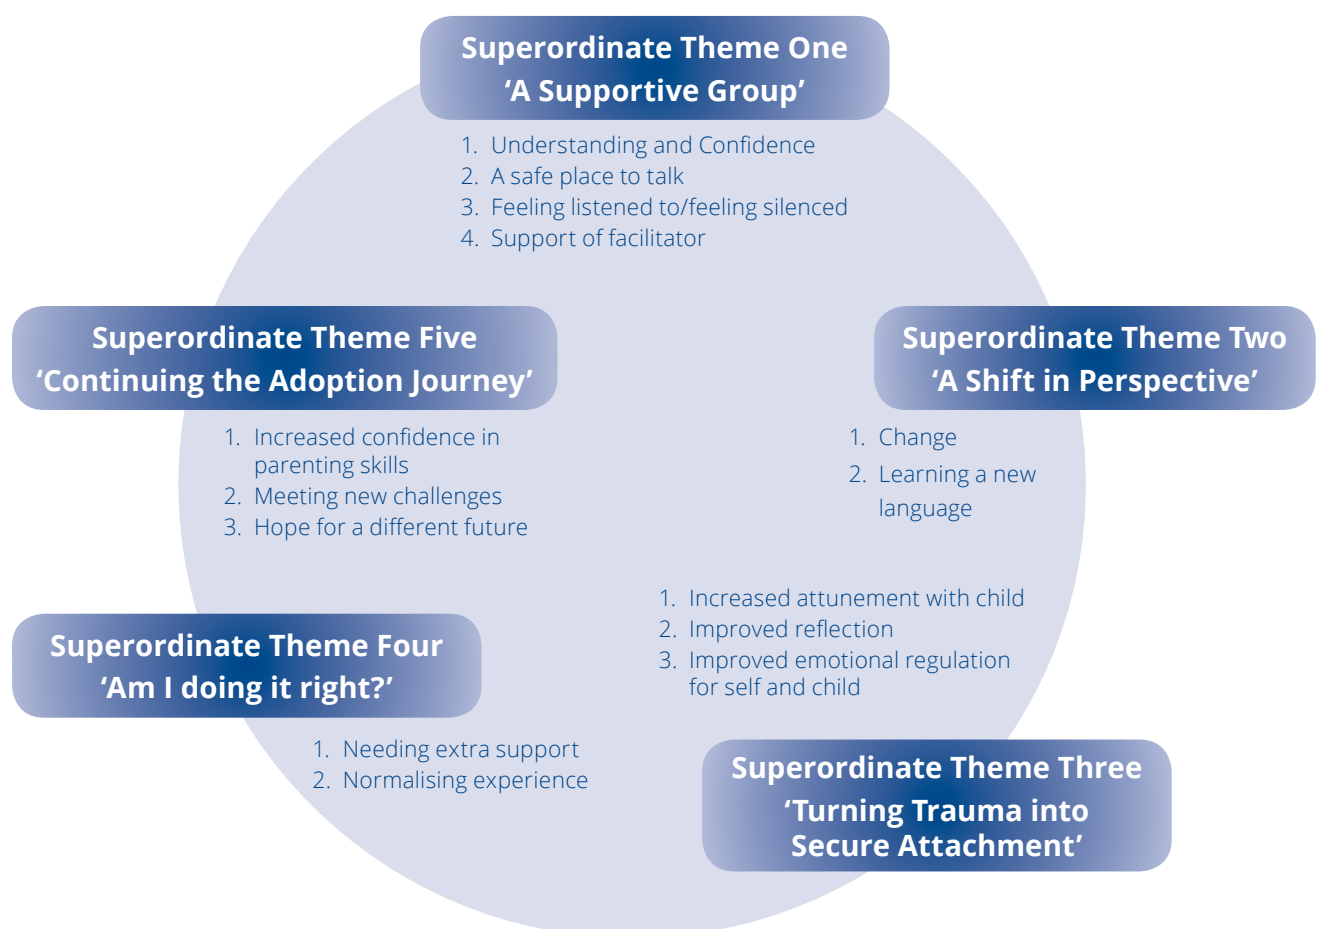 Superordinate Theme One
‘A Supportive Group’
1. Understanding and Confidence
2. A safe place to talk
3. Feeling listened to/feeling silenced
4. Support of facilitator
Superordinate Theme Two
‘A Shift in Perspective’
1. Change
2. Learning a new
language
1. Increased attunement with child
2. Improved reflection
3. Improved emotional regulation
for self and child
Superordinate Theme Three
‘Turning Trauma into
Secure Attachment’
Superordinate Theme Four
‘Am I doing it right?’
1. Needing extra support
2. Normalising experience
Superordinate Theme Five
‘Continuing the Adoption Journey’
1. Increased confidence in
parenting skills
2. Meeting new challenges
3. Hope for a different future